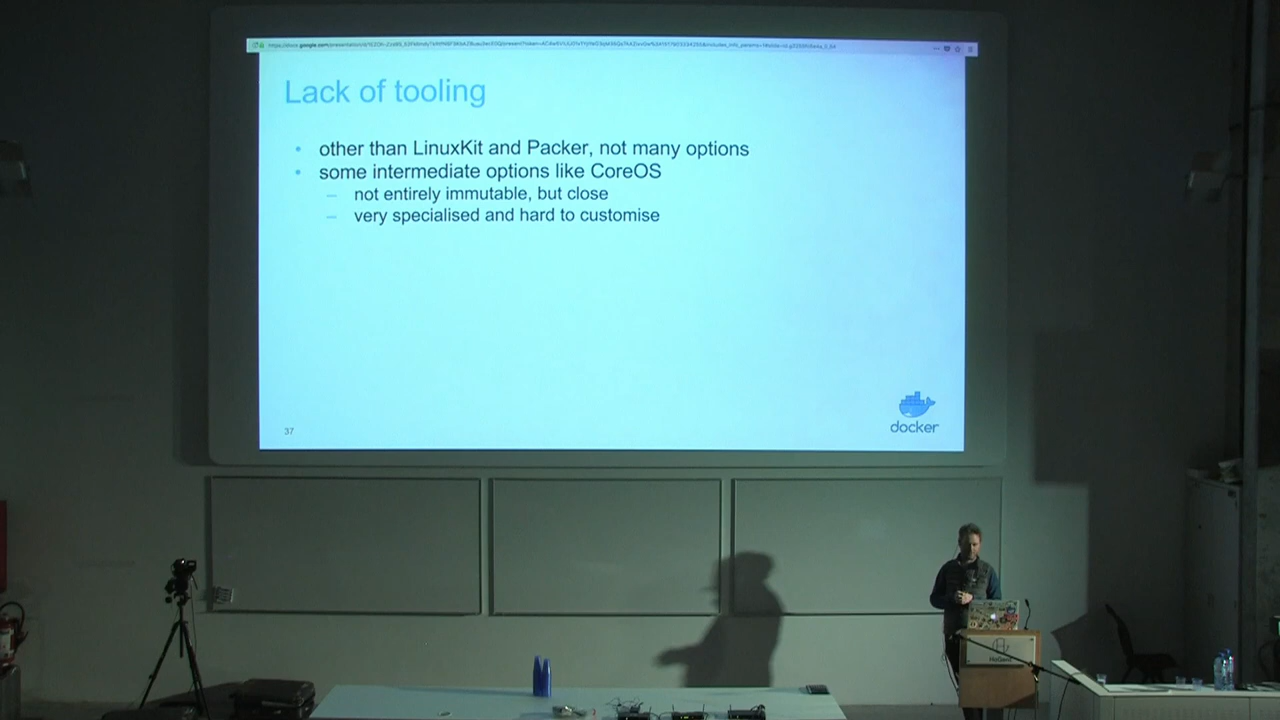 Lack of tooling
other than LinuxKit and Packer, not many options
some intermediate options like CoreOS
– not entirely immutable, but close
– very specialised and hard to customise
37
docker